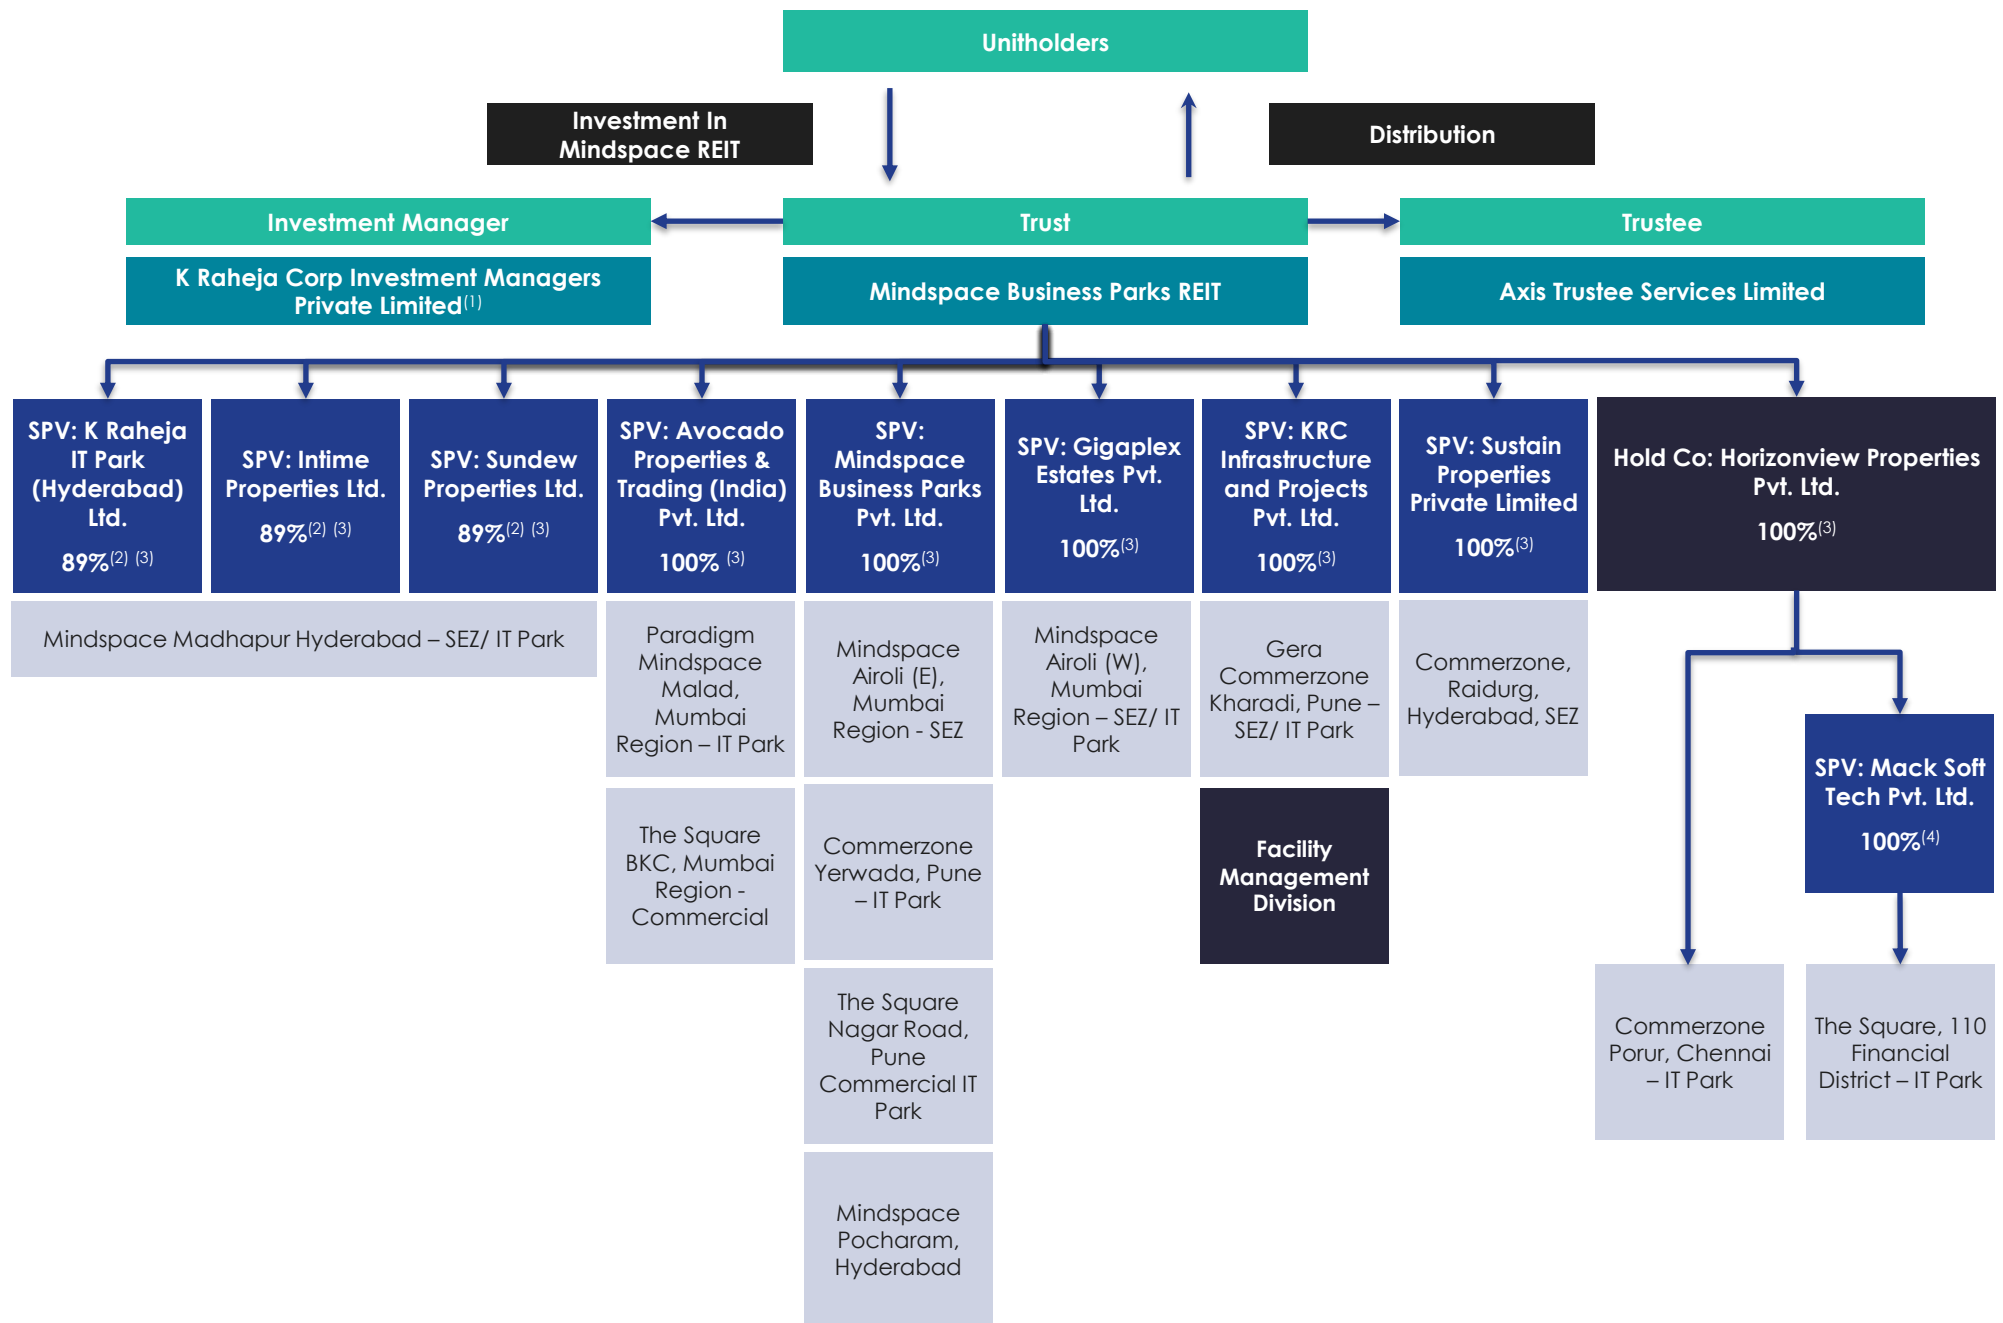 Unitholders
Investment In
Mindspace REIT
Distribution
Investment Manager
Trust
Trustee
K Raheja Corp Investment Managers
Private Limited(1)
Mindspace Business Parks REIT
Axis Trustee Services Limited
SPV: K Raheja
IT Park
(Hyderabad)
Ltd.
89%(2) (3)
SPV: Intime
Properties Ltd.
89%(2) (3)
SPV: Sundew
Properties Ltd.
89%(2) (3)
SPV: Avocado
Properties &
Trading (India)
Pvt. Ltd.
100% (3)
SPV:
Mindspace
Business Parks
Pvt. Ltd.
100%(3)
SPV: Gigaplex
Estates Pvt.
Ltd.
100%(3)
SPV: KRC
Infrastructure
and Projects
Pvt. Ltd.
100%(3)
SPV: Sustain
Properties
Private Limited
100%(3)
Hold Co: Horizonview Properties
Pvt. Ltd.
100%(3)
Mindspace Madhapur Hyderabad – SEZ/ IT Park
Paradigm
Mindspace
Malad,
Mumbai
Region – IT Park
Mindspace
Airoli (E),
Mumbai
Region - SEZ
Mindspace
Airoli (W),
Mumbai
Region – SEZ/ IT
Park
Gera
Commerzone
Kharadi, Pune –
SEZ/ IT Park
Commerzone,
Raidurg,
Hyderabad, SEZ
SPV: Mack Soft
Tech Pvt. Ltd.
100%(4)
The Square
BKC, Mumbai
Region -
Commercial
Commerzone
Yerwada, Pune
– IT Park
Facility
Management
Division
The Square
Nagar Road,
Pune
Commercial IT
Park
Commerzone
Porur, Chennai
– IT Park
The Square, 110
Financial
District – IT Park
Mindspace
Pocharam,
Hyderabad